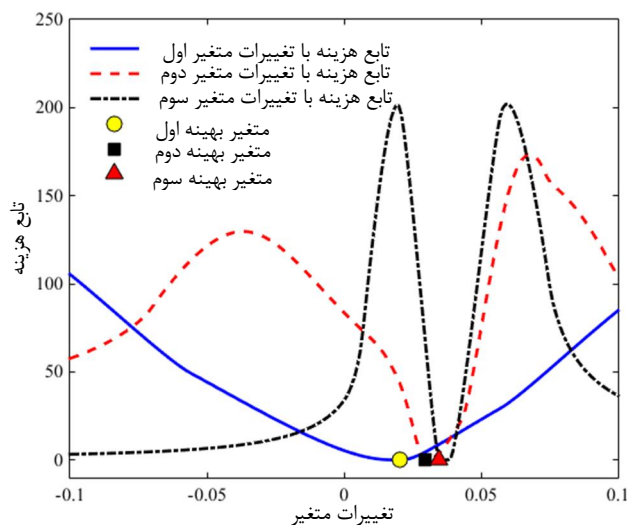 250
200
150
100
50
0
تابع هزینه
تابع هزینه با تغییرات متغیر اول
تابع هزینه با تغییرات متغیر دوم
تابع هزینه با تغییرات متغیر سوم
متغیر بهینه اول
متغیر بهینه دوم
متغیر بهینه سوم
-0.1 -0.05 0 0.05 0.1
تغییرات متغیر